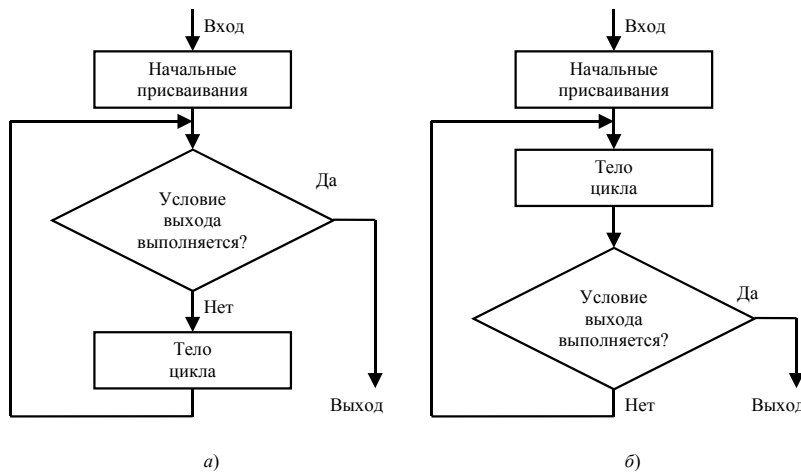 Вход
Начальные
присваивания
Да
Условие
выхода
выполняется?
Нет
Тело
цикла
Выход
а)
Вход
Начальные
присваивания
Тело
цикла
Да
Условие
выхода
выполняется?
Нет
Выход
б)